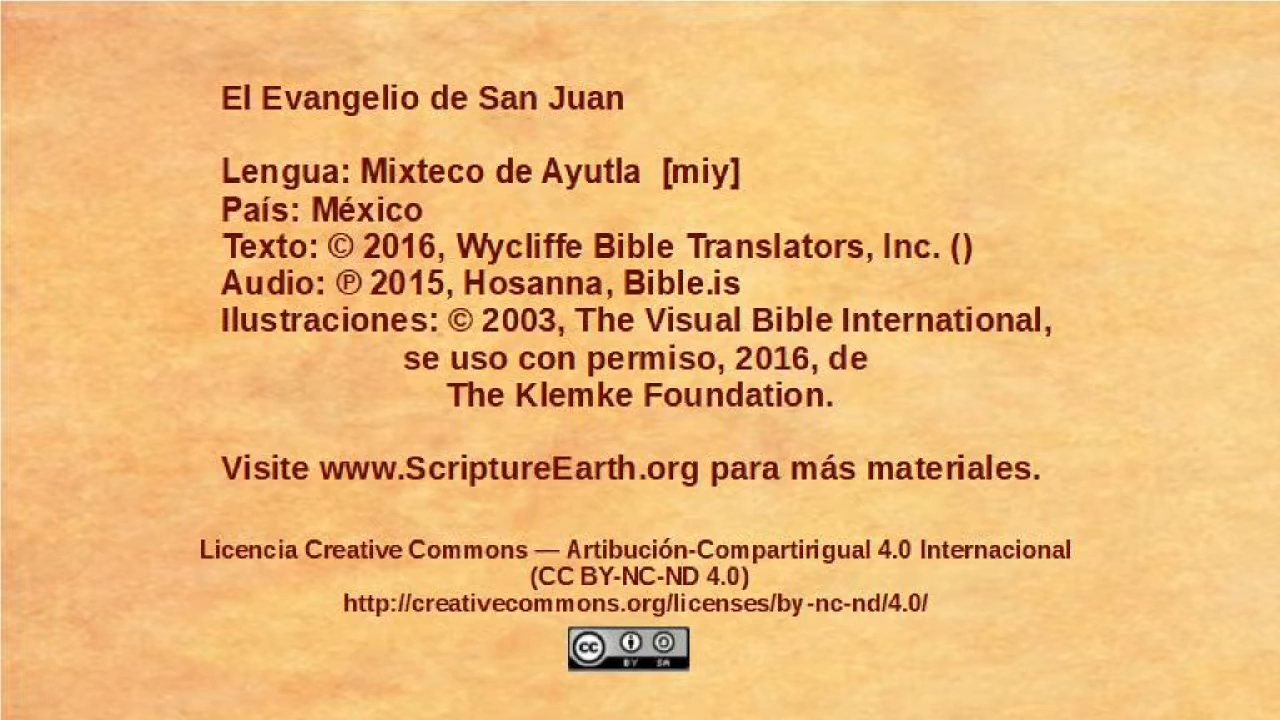 El Evangelio de San Juan
Lengua: Mixteco de Ayutla [miy]
País: México
Texto: © 2016, Wycliffe Bible Translators, Inc. ()
Audio: ℗ 2015, Hosanna, Bible.is
Ilustraciones: © 2003, The Visual Bible International,
se uso con permiso, 2016, de
The Klemke Foundation.
Visite www.ScriptureEarth.org para más materiales.
Licencia Creative Commons — Artibución-Compartirigual 4.0 Internacional
(CC BY-NC-ND 4.0)
http://creativecommons.org/licenses/by-nc-nd/4.0/
cc BY SA